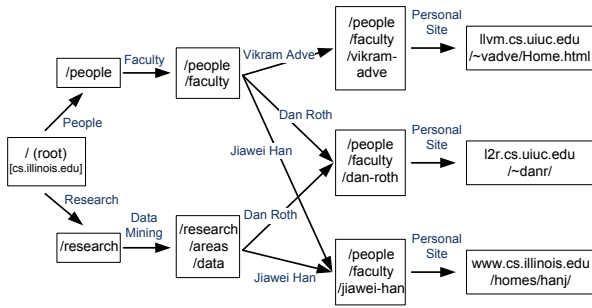 /people
Faculty
/people
/faculty
Vikram Adve
/people
/faculty
/vikram-
adve
Personal
Site
llvm.cs.uiuc.edu
/~vadve/Home.html
People
/ (root)
[cs.illinois.edu]
Dan Roth
Jiawei Han
/people
/faculty
/dan-roth
Personal
Site
l2r.cs.uiuc.edu
/~danr/
Research
/research
Data
Mining
/research
/areas
/data
Dan Roth
Jiawei Han
/people
/faculty
/jiawei-han
Personal
Site
www.cs.illinois.edu
/homes/hanj/